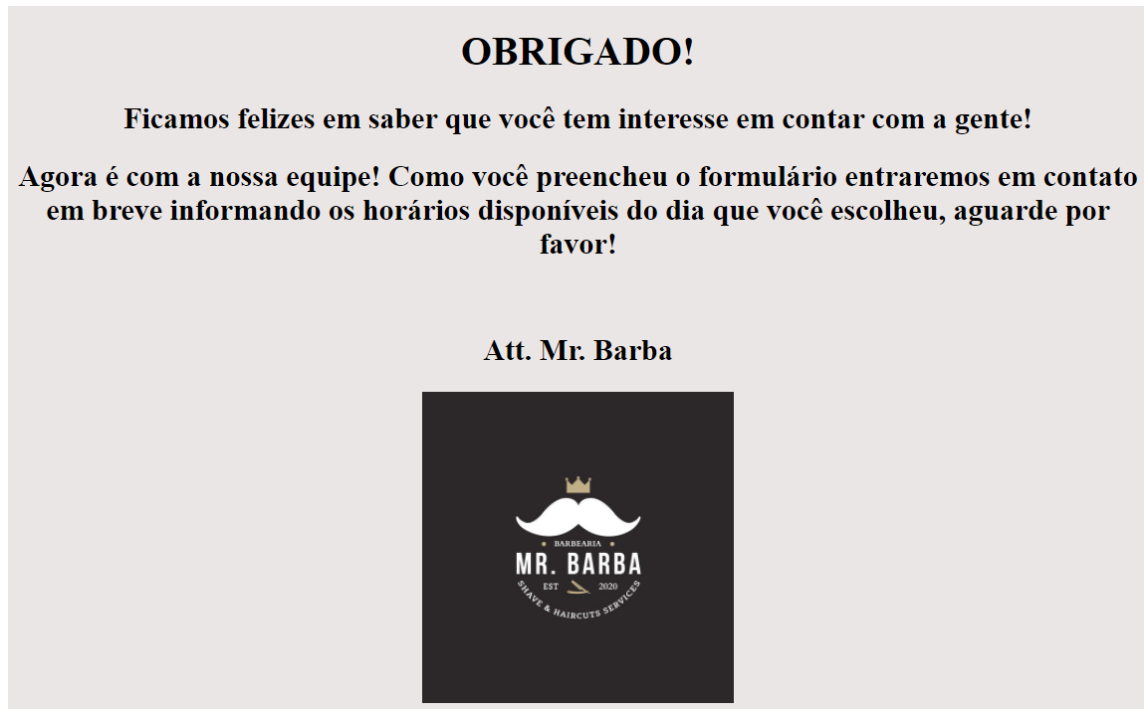 OBRIGADO!
Ficamos felizes em saber que você tem interesse em contar com a gente!
Agora é com a nossa equipe! Como você preencheu o formulário entraremos em contato
em breve informando os horários disponíveis do dia que você escolheu, aguarde por
favor!
Att. Mr. Barba
BARBEARIA
MR. BARBA
EST 2020
SHAVE & HAIRCUTS SERVICES